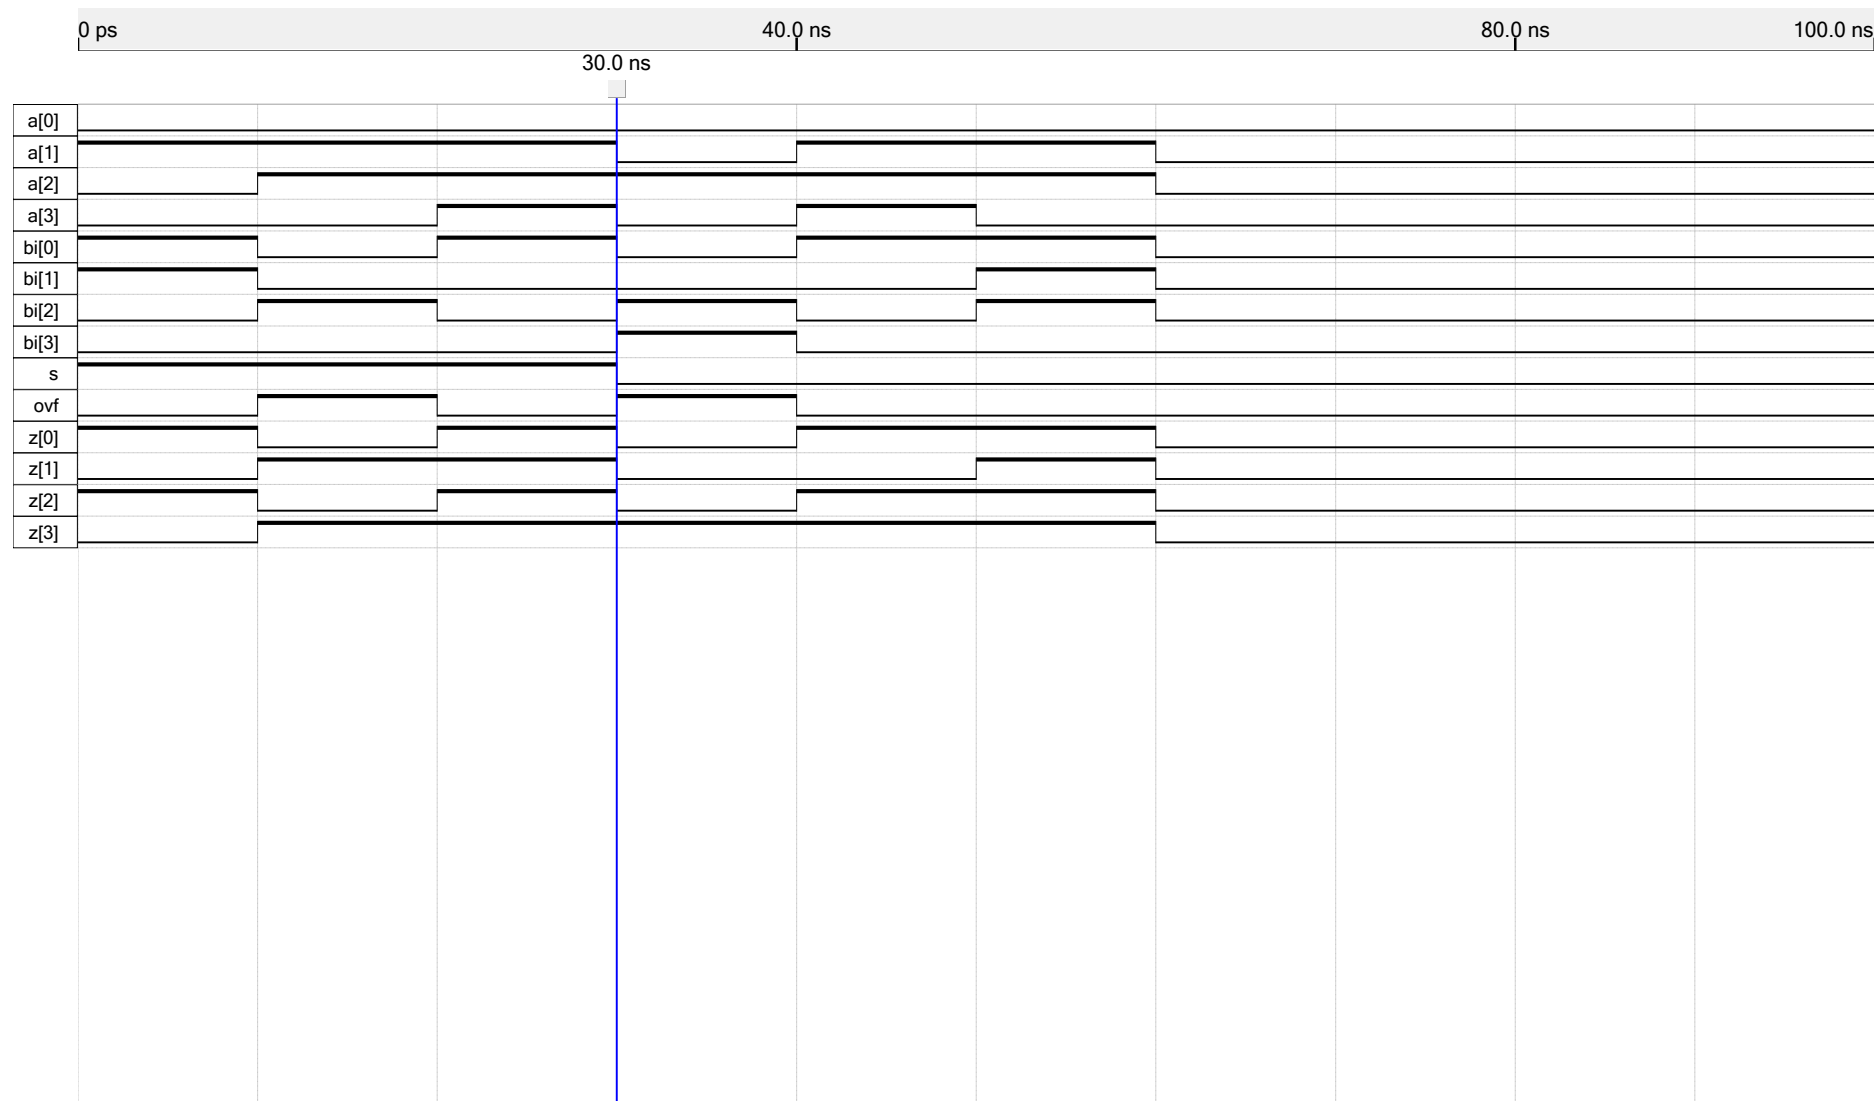 0 ps 40.0 ns 80.0 ns 100.0 ns
30.0 ns
a[0]
a[1]
a[2]
a[3]
bi[0]
bi[1]
bi[2]
bi[3]
s
ovf
z[0]
z[1]
z[2]
z[3]